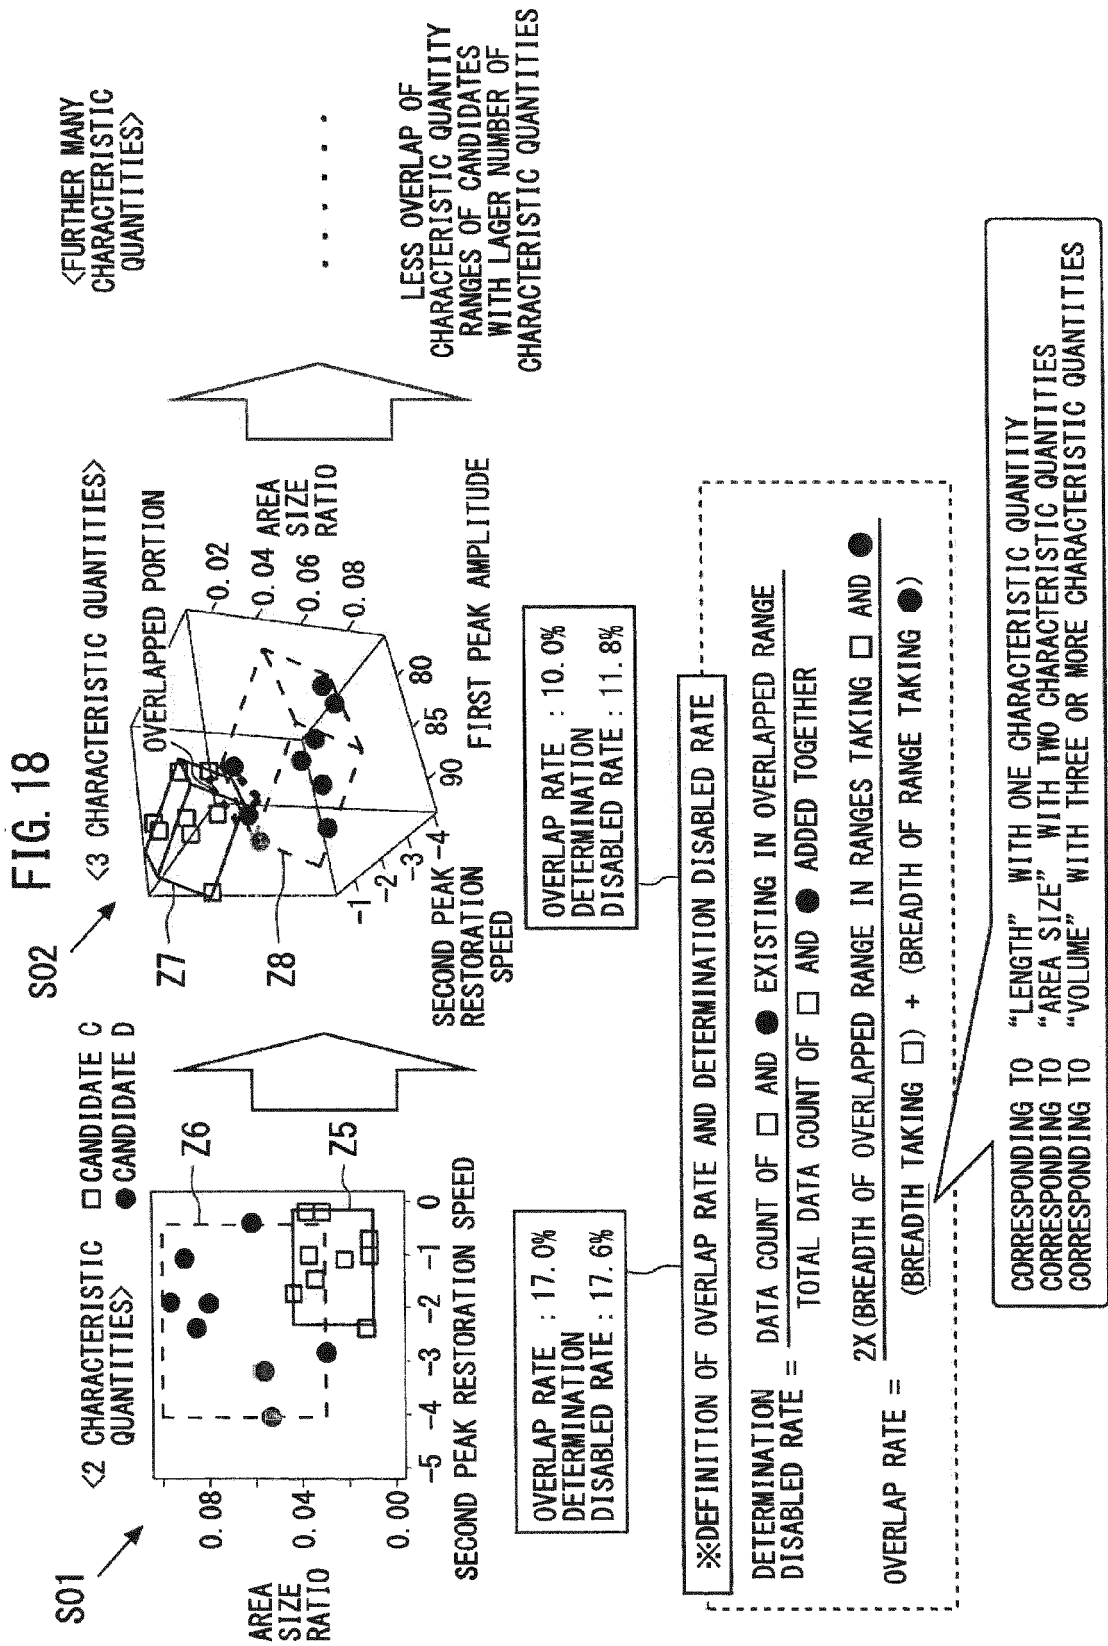 FIG. 18
S01
<2 CHARACTERISTIC
QUANTITIES>
□ CANDIDATE C
● CANDIDATE D
Z6
Z5
AREA
SIZE
RATIO
0.08
0.04
0.00
-5 -4 -3 -2 -1 0
SECOND PEAK RESTORATION SPEED
OVERLAP RATE : 17.0%
DETERMINATION
DISABLED RATE : 17.6%
S02
<3 CHARACTERISTIC QUANTITIES>
OVERLAPPED PORTION
Z7
Z8
0.02
0.04
0.06
0.08
AREA
SIZE
RATIO
80
85
90
FIRST PEAK AMPLITUDE
-1
-2
-3
-4
SECOND PEAK
RESTORATION
SPEED
OVERLAP RATE : 10.0%
DETERMINATION
DISABLED RATE : 11.8%
<FURTHER MANY
CHARACTERISTIC
QUANTITIES>
......
LESS OVERLAP OF
CHARACTERISTIC QUANTITY
RANGES OF CANDIDATES
WITH LAGER NUMBER OF
CHARACTERISTIC QUANTITIES
※DEFINITION OF OVERLAP RATE AND DETERMINATION DISABLED RATE
DETERMINATION
DISABLED RATE =
DATA COUNT OF □ AND ● EXISTING IN OVERLAPPED RANGE
TOTAL DATA COUNT OF □ AND ● ADDED TOGETHER
OVERLAP RATE =
2X(BREADTH OF OVERLAPPED RANGE IN RANGES TAKING □ AND ●
(BREADTH TAKING □) + (BREADTH OF RANGE TAKING ●)
CORRESPONDING TO "LENGTH" WITH ONE CHARACTERISTIC QUANTITY
CORRESPONDING TO "AREA SIZE" WITH TWO CHARACTERISTIC QUANTITIES
CORRESPONDING TO "VOLUME" WITH THREE OR MORE CHARACTERISTIC QUANTITIES